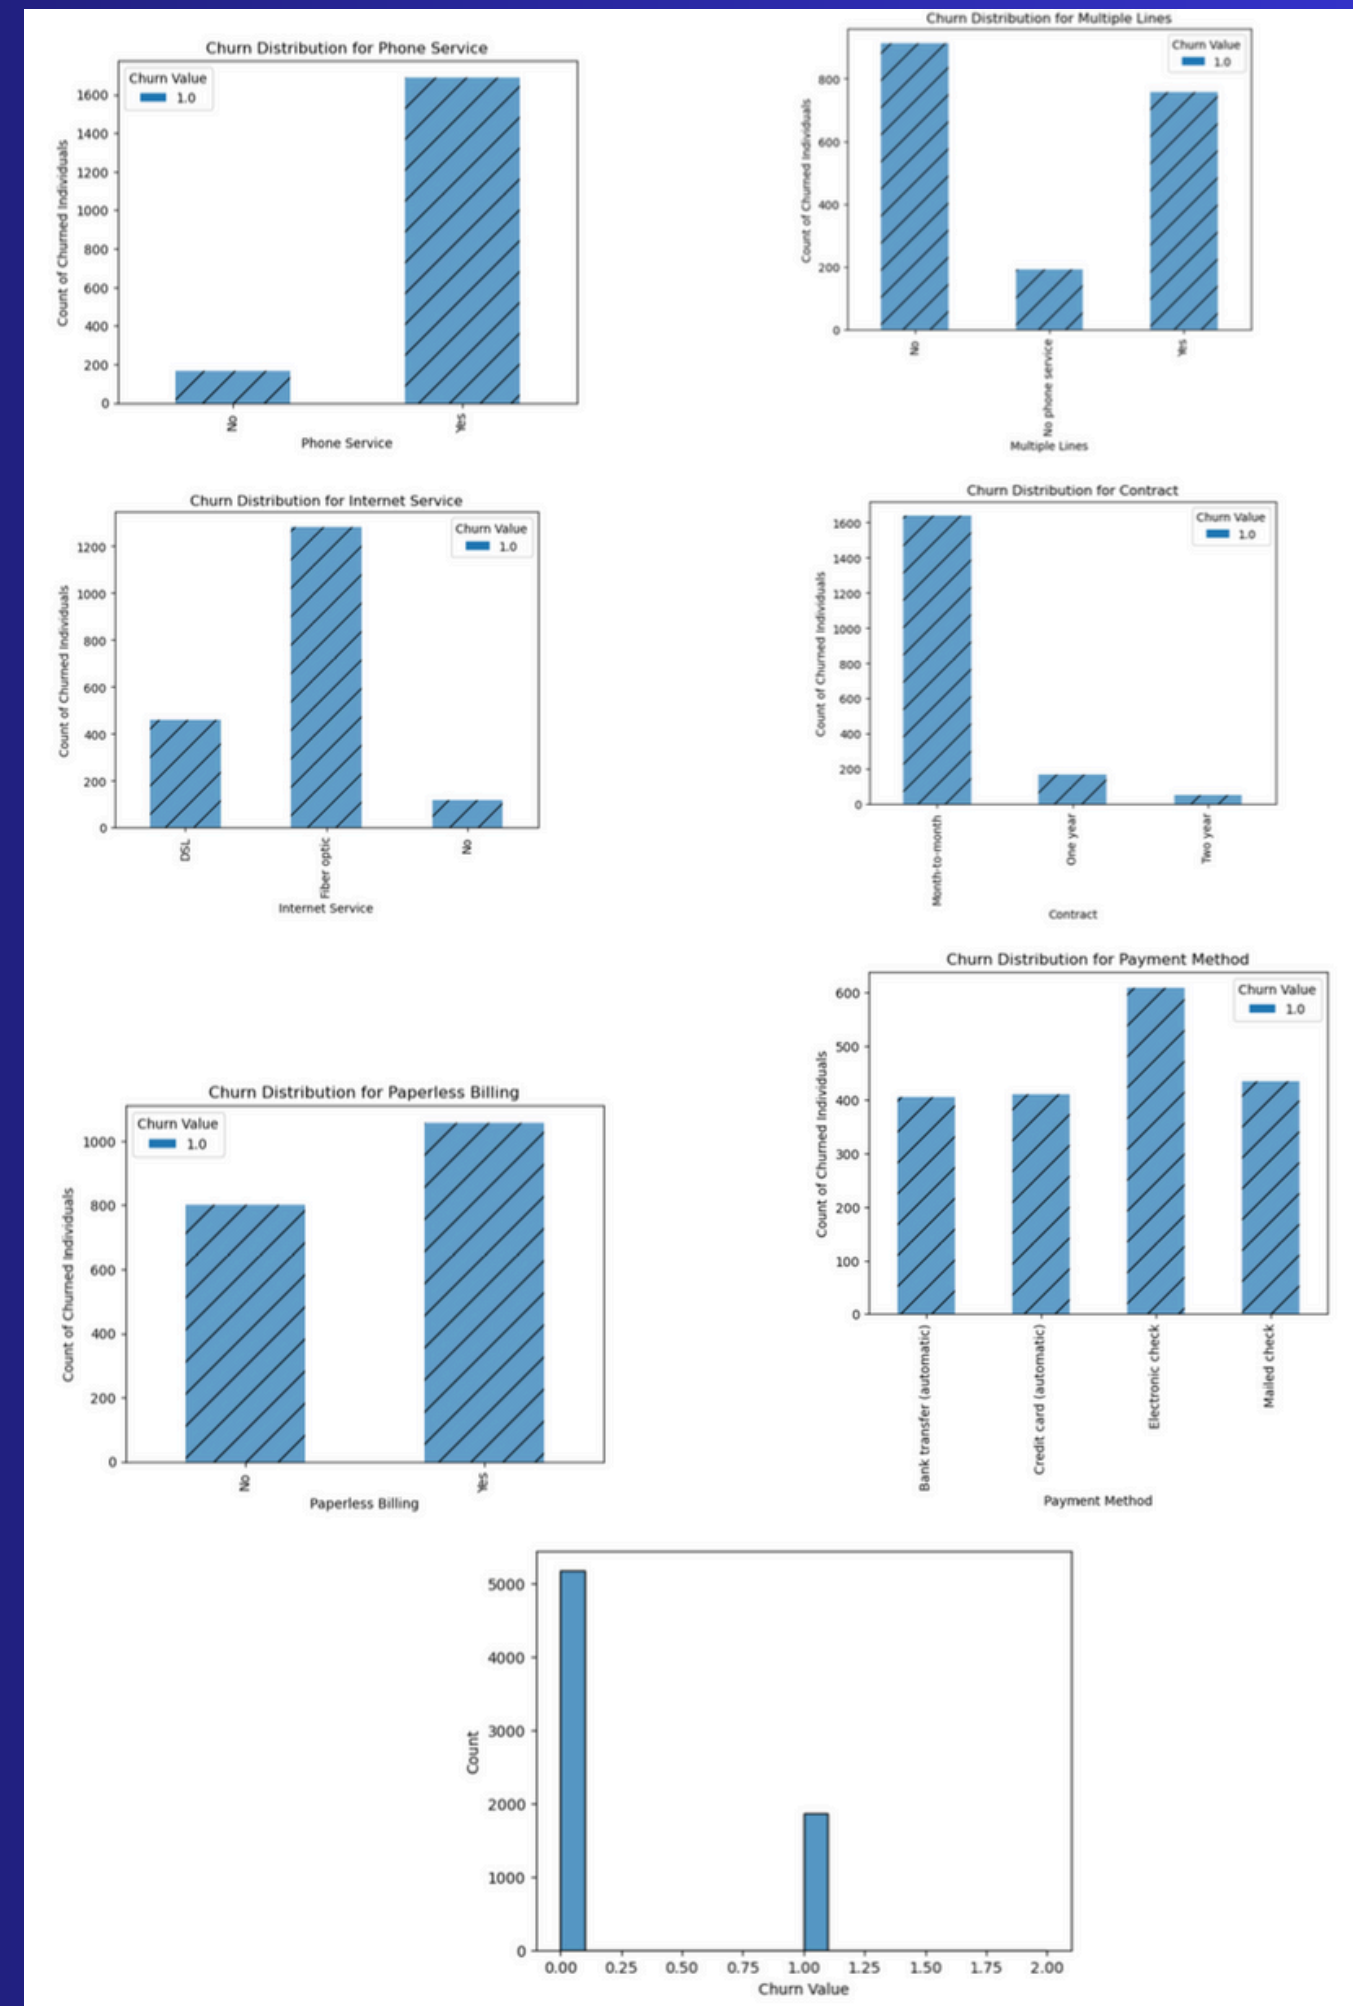 Churn Distribution for Phone Service
Churn Value
1.0
1600
1400
1200
1000
800
600
400
200
0
Count of Churned Individuals
No
Yes
Phone Service
Churn Distribution for Multiple Lines
Churn Value
1.0
800
600
400
200
0
Count of Churned Individuals
No
No phone service
Yes
Multiple Lines
Churn Distribution for Internet Service
Churn Value
1.0
1200
1000
800
600
400
200
0
Count of Churned Individuals
DSL
Fiber optic
No
Internet Service
Churn Distribution for Contract
Churn Value
1.0
1600
1400
1200
1000
800
600
400
200
0
Count of Churned Individuals
Month-to-month
One year
Two year
Contract
Churn Distribution for Paperless Billing
Churn Value
1.0
1000
800
600
400
200
0
Count of Churned Individuals
No
Yes
Paperless Billing
Churn Distribution for Payment Method
Churn Value
1.0
600
500
400
300
200
100
0
Count of Churned Individuals
Bank transfer (automatic)
Credit card (automatic)
Electronic check
Mailed check
Payment Method
5000
4000
3000
2000
1000
0
Count
0.00 0.25 0.50 0.75 1.00 1.25 1.50 1.75 2.00
Churn Value